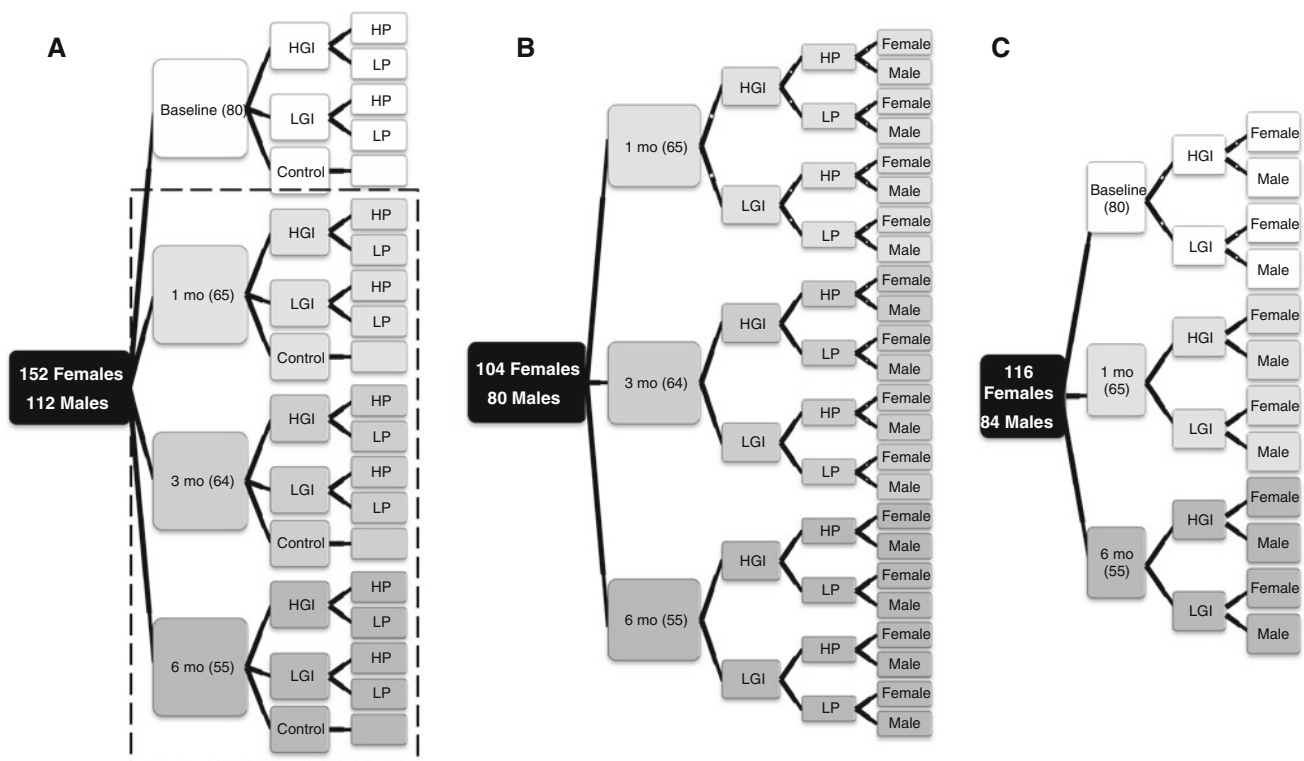 A
Baseline (80)
HGI
HP
LP
LGI
HP
LP
Control
1 mo (65)
HGI
HP
LP
LGI
HP
LP
Control
152 Females
112 Males
3 mo (64)
HGI
HP
LP
LGI
HP
LP
Control
6 mo (55)
HGI
HP
LP
LGI
HP
LP
Control
B
104 Females
80 Males
1 mo (65)
HGI
HP
Female
Male
LP
Female
Male
LGI
HP
Female
Male
LP
Female
Male
3 mo (64)
HGI
HP
Female
Male
LP
Female
Male
LGI
HP
Female
Male
LP
Female
Male
6 mo (55)
HGI
HP
Female
Male
LP
Female
Male
LGI
HP
Female
Male
LP
Female
Male
C
116
Females
84 Males
Baseline
(80)
HGI
Female
Male
LGI
Female
Male
1 mo
(65)
HGI
Female
Male
LGI
Female
Male
6 mo
(55)
HGI
Female
Male
LGI
Female
Male